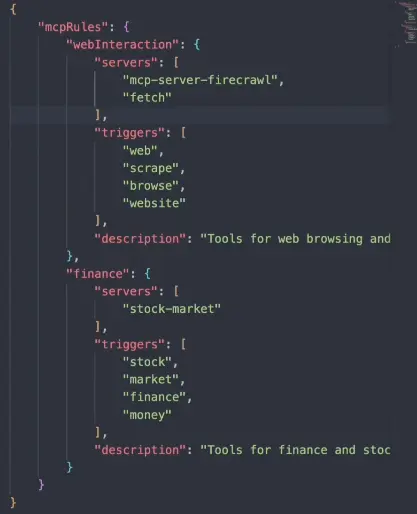 {
"mcpRules": {
"webInteraction": {
"servers": [
"mcp-server-firecrawl",
"fetch"
],
"triggers": [
"web",
"scrape",
"browse",
"website"
],
"description": "Tools for web browsing and
},
"finance": {
"servers": [
"stock-market"
],
"triggers": [
"stock",
"market",
"finance",
"money"
],
"description": "Tools for finance and stoc
}
}
}